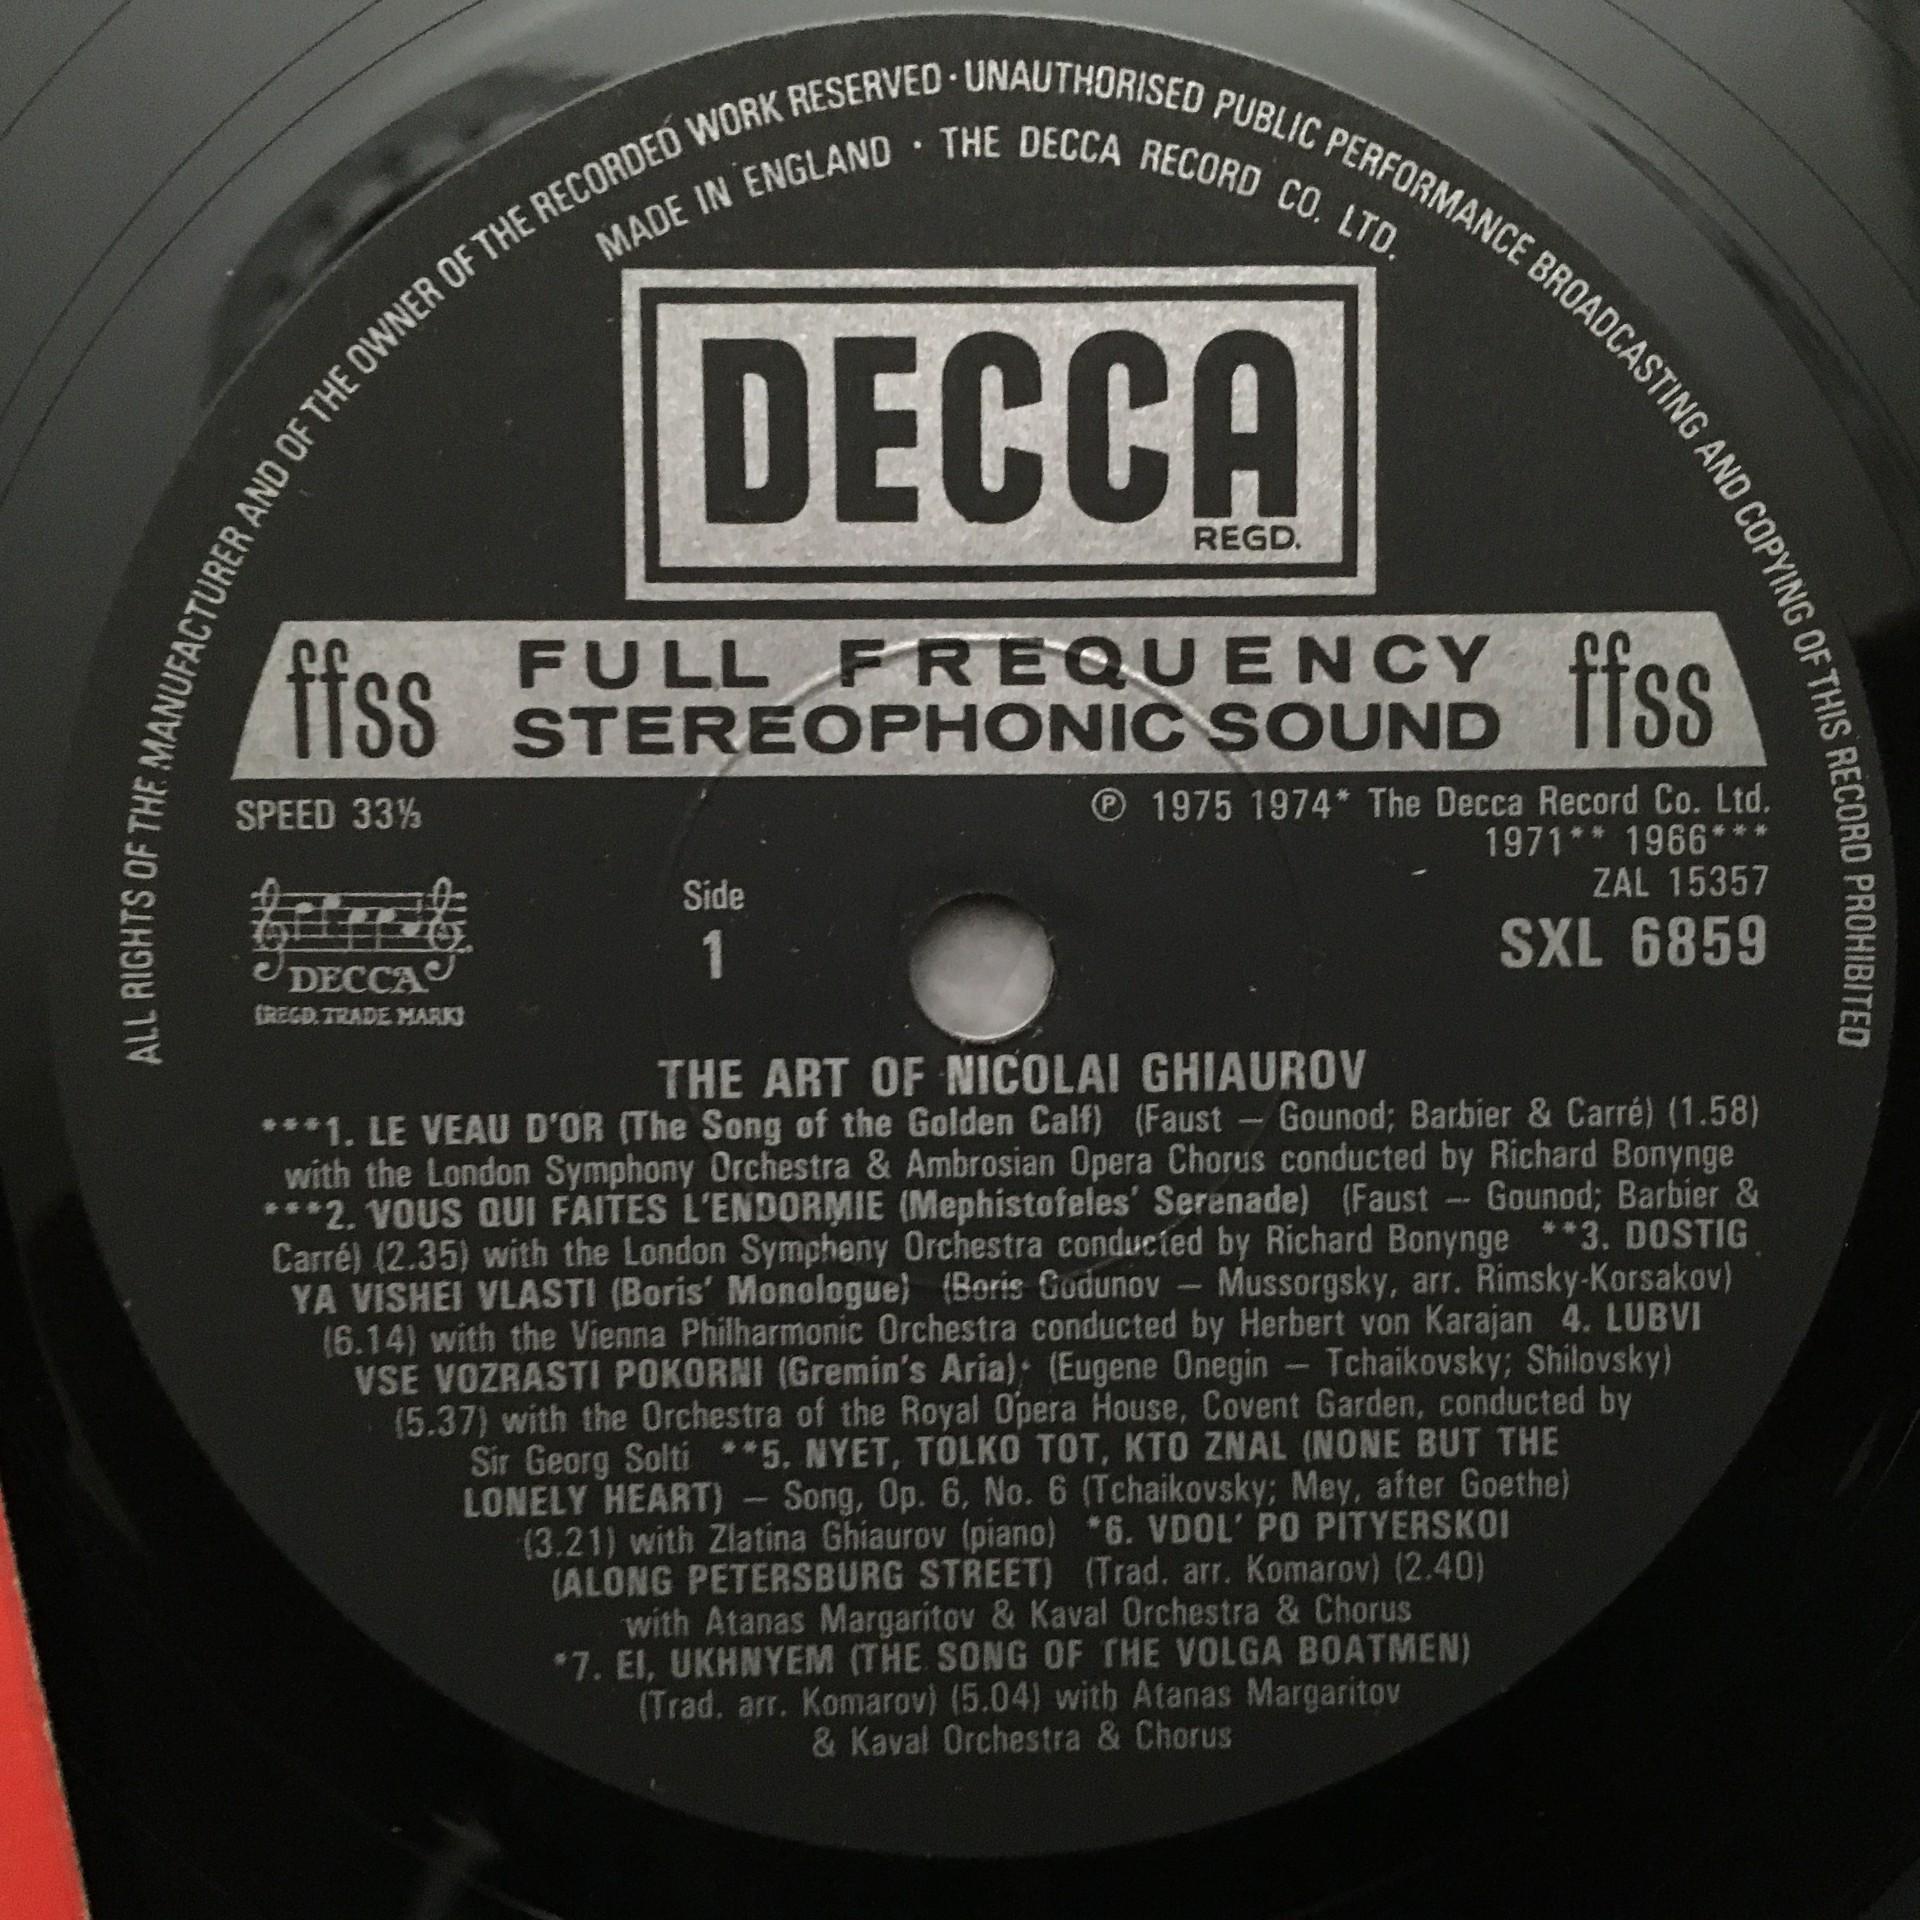 ALL RIGHTS OF THE MANUFACTURER AND OF THE OWNER OF THE RECORDED WORK RESERVED · UNAUTHORISED PUBLIC PERFORMANCE BROADCASTING AND COPYING OF THIS RECORD PROHIBITED
MADE IN ENGLAND · THE DECCA RECORD CO. LTD.
DECCA
REGD.
ffss FULL FREQUENCY ffss
STEREOPHONIC SOUND
SPEED 33⅓
℗ 1975 1974* The Decca Record Co. Ltd.
1971** 1966***
ZAL 15357
SXL 6859
Side
1
DECCA
(REGD. TRADE MARK)
THE ART OF NICOLAI GHIAUROV
***1. LE VEAU D'OR (The Song of the Golden Calf) (Faust — Gounod; Barbier & Carré) (1.58)
with the London Symphony Orchestra & Ambrosian Opera Chorus conducted by Richard Bonynge
***2. VOUS QUI FAITES L'ENDORMIE (Mephistofeles' Serenade) (Faust — Gounod; Barbier &
Carré) (2.35) with the London Symphony Orchestra conducted by Richard Bonynge **3. DOSTIG
YA VISHEI VLASTI (Boris' Monologue) (Boris Godunov — Mussorgsky, arr. Rimsky-Korsakov)
(6.14) with the Vienna Philharmonic Orchestra conducted by Herbert von Karajan 4. LUBVI
VSE VOZRASTI POKORNI (Gremin's Aria) (Eugene Onegin — Tchaikovsky; Shilovsky)
(5.37) with the Orchestra of the Royal Opera House, Covent Garden, conducted by
Sir Georg Solti **5. NYET, TOLKO TOT, KTO ZNAL (NONE BUT THE
LONELY HEART) — Song, Op. 6, No. 6 (Tchaikovsky; Mey, after Goethe)
(3.21) with Zlatina Ghiaurov (piano) *6. VDOL' PO PITYERSKOI
(ALONG PETERSBURG STREET) (Trad. arr. Komarov) (2.40)
with Atanas Margaritov & Kaval Orchestra & Chorus
*7. EI, UKHNYEM (THE SONG OF THE VOLGA BOATMEN)
(Trad. arr. Komarov) (5.04) with Atanas Margaritov
& Kaval Orchestra & Chorus